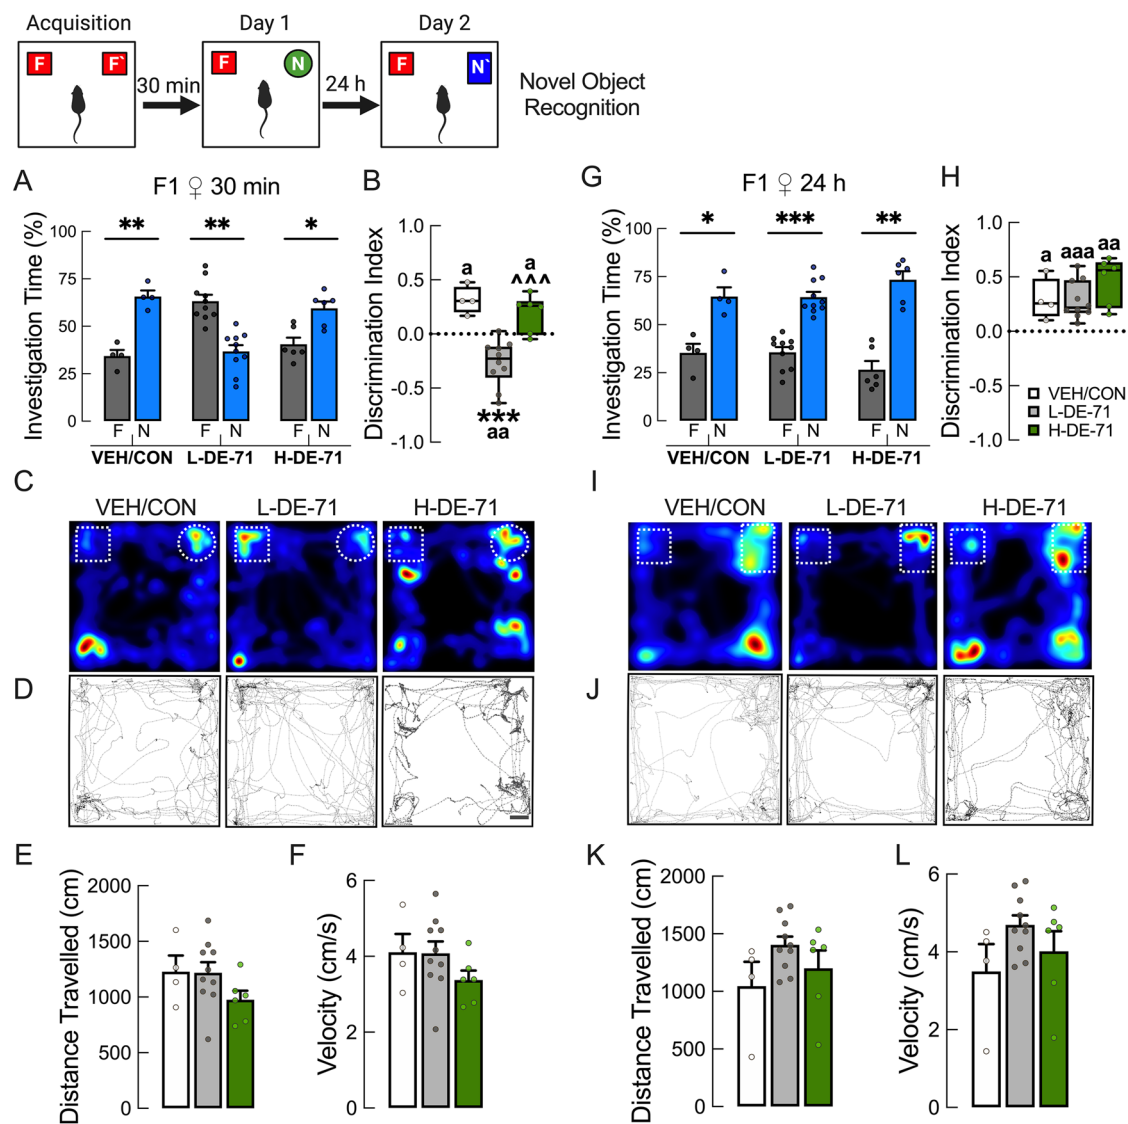 Acquisition
Day 1
Day 2
F
F`
30 min
F
N
24 h
F
N`
Novel Object
Recognition
A
F1 ♀ 30 min
Investigation Time (%)
100
75
50
25
0
**
**
*
F
N
F
N
F
N
VEH/CON
L-DE-71
H-DE-71
B
Discrimination Index
1.0
0.5
0.0
-0.5
-1.0
a
a
^^^
***
aa
G
F1 ♀ 24 h
Investigation Time (%)
100
75
50
25
0
*
***
**
F
N
F
N
F
N
VEH/CON
L-DE-71
H-DE-71
H
Discrimination Index
1.0
0.5
0.0
-0.5
-1.0
a
aaa
aa
VEH/CON
L-DE-71
H-DE-71
C
VEH/CON
L-DE-71
H-DE-71
I
VEH/CON
L-DE-71
H-DE-71
D
J
E
Distance Travelled (cm)
2000
1500
1000
500
0
F
Velocity (cm/s)
6
4
2
0
K
Distance Travelled (cm)
2000
1500
1000
500
0
L
Velocity (cm/s)
6
4
2
0